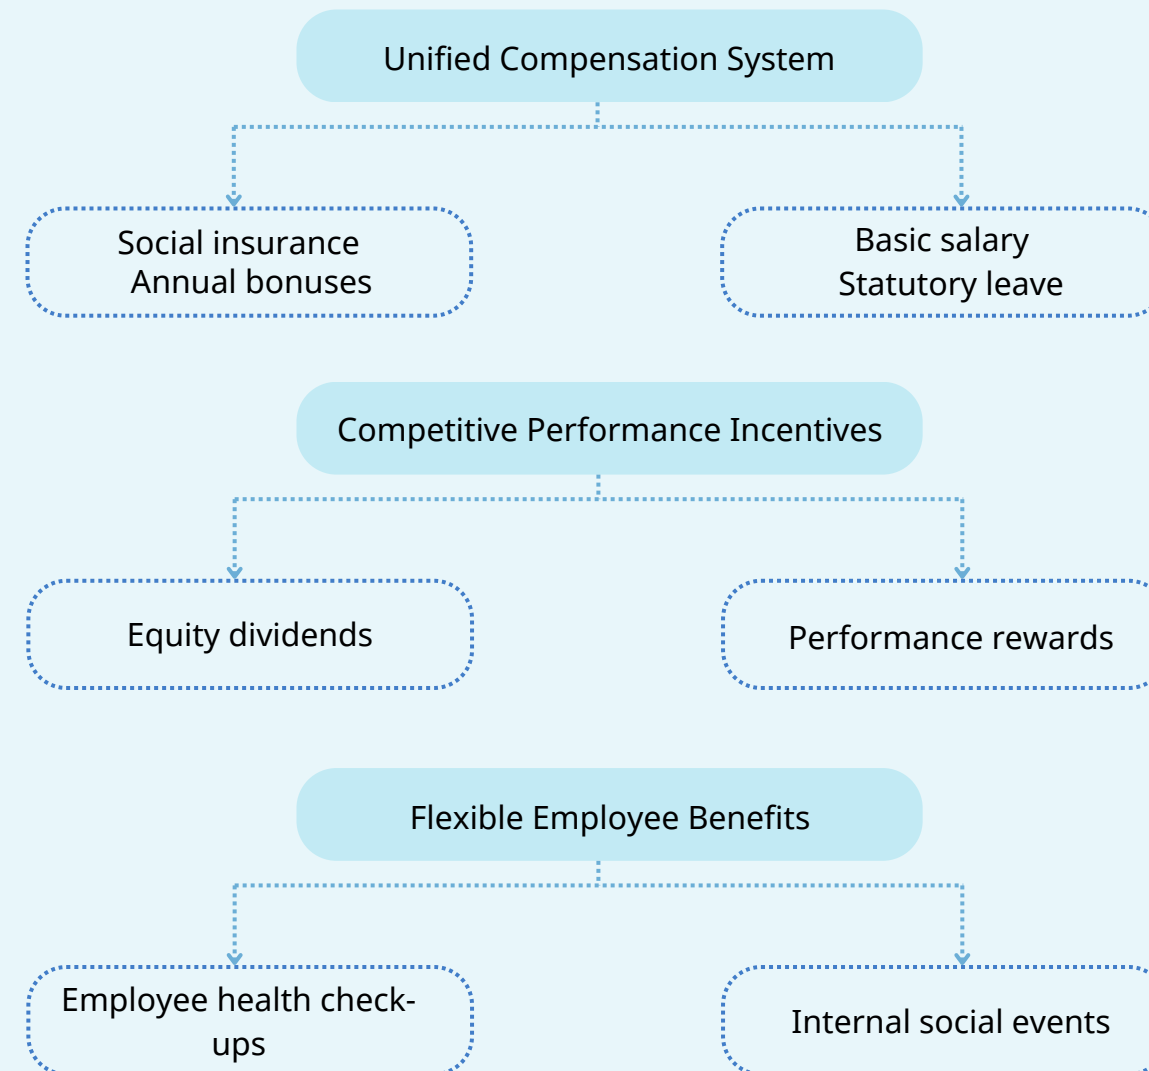 Unified Compensation System
Social insurance
Annual bonuses
Basic salary
Statutory leave
Competitive Performance Incentives
Equity dividends
Performance rewards
Flexible Employee Benefits
Employee health check-
ups
Internal social events